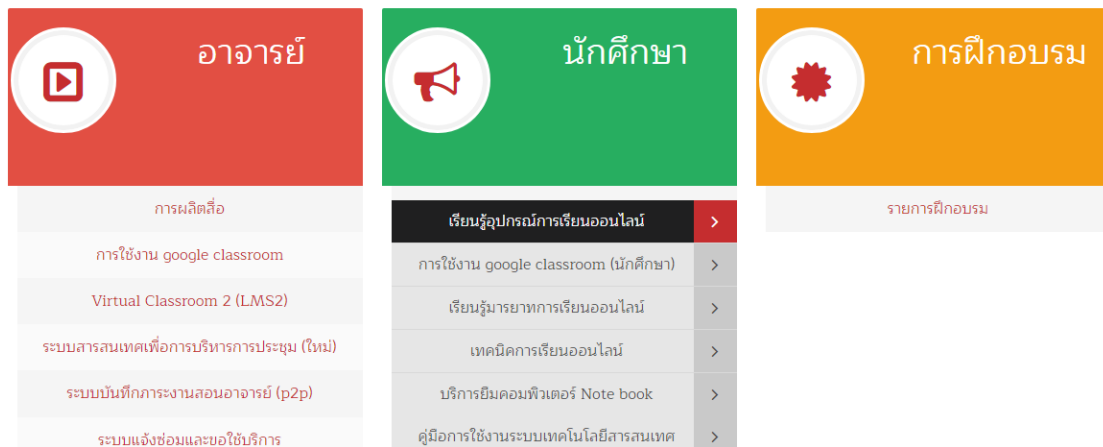 อาจารย์
การผลิตสื่อ
การใช้งาน google classroom
Virtual Classroom 2 (LMS2)
ระบบสารสนเทศเพื่อการบริหารการประชุม (ใหม่)
ระบบบันทึกภาระงานสอนอาจารย์ (p2p)
ระบบแจ้งซ่อมและขอใช้บริการ
นักศึกษา
เรียนรู้อุปกรณ์การเรียนออนไลน์
การใช้งาน google classroom (นักศึกษา)
เรียนรู้มารยาทการเรียนออนไลน์
เทคนิคการเรียนออนไลน์
บริการยืมคอมพิวเตอร์ Note book
คู่มือการใช้งานระบบเทคโนโลยีสารสนเทศ
การฝึกอบรม
รายการฝึกอบรม